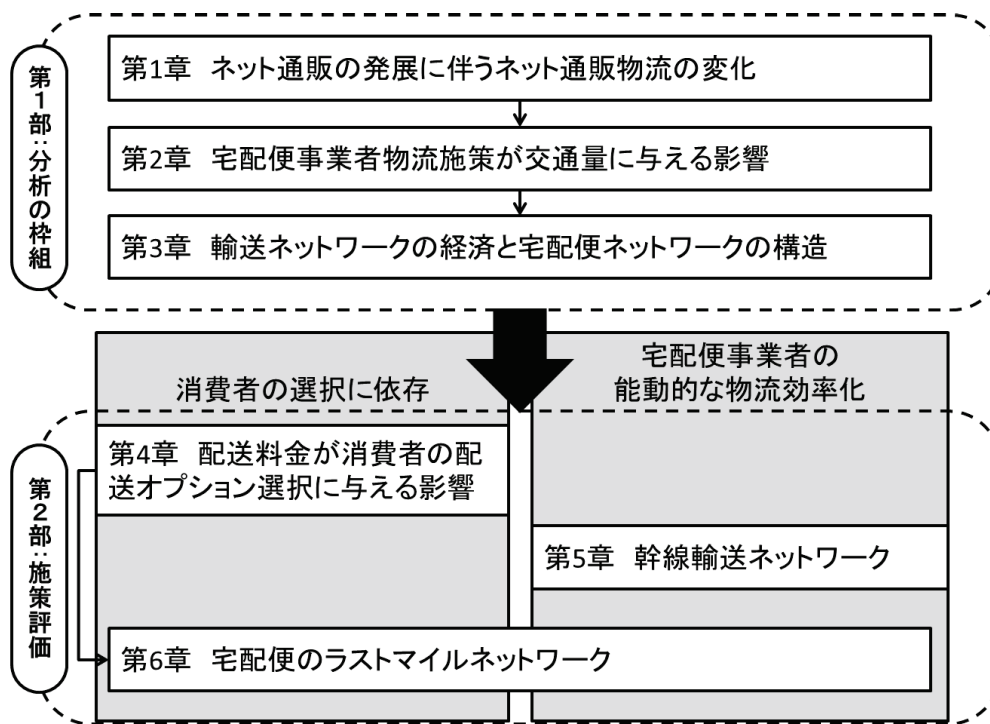 第1部:分析の枠組
第1章 ネット通販の発展に伴うネット通販物流の変化
第2章 宅配便事業者物流施策が交通量に与える影響
第3章 輸送ネットワークの経済と宅配便ネットワークの構造
消費者の選択に依存
宅配便事業者の
能動的な物流効率化
第2部:施策評価
第4章 配送料金が消費者の配
送オプション選択に与える影響
第5章 幹線輸送ネットワーク
第6章 宅配便のラストマイルネットワーク